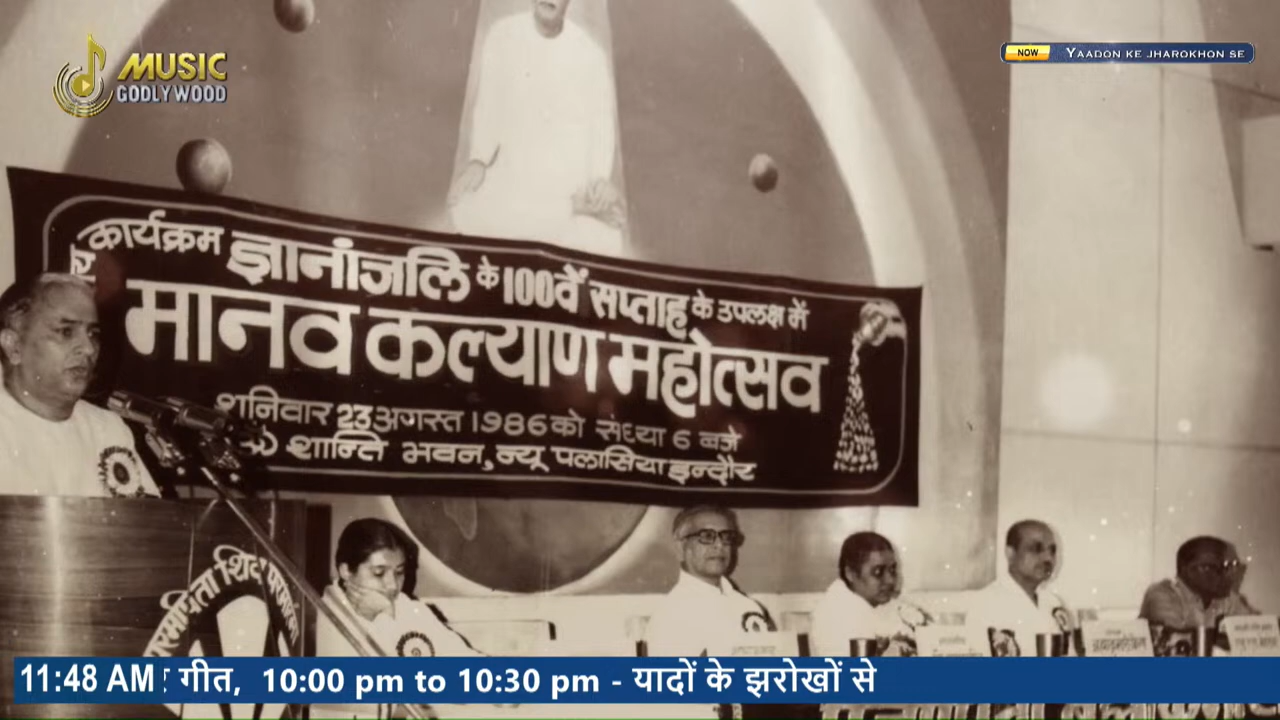 MUSIC
GODLYWOOD
NOW YAADON KE JHAROKHON SE
कार्यक्रम ज्ञानांजलि के 100वें सप्ताह के उपलक्ष में
मानव कल्याण महोत्सव
शनिवार 23 अगस्त 1986 को संध्या 6 बजे
शान्ति भवन, न्यू पलासिया इन्दौर
शिव परमात्मा
11:48 AM गीत, 10:00 pm to 10:30 pm - यादों के झरोखों से